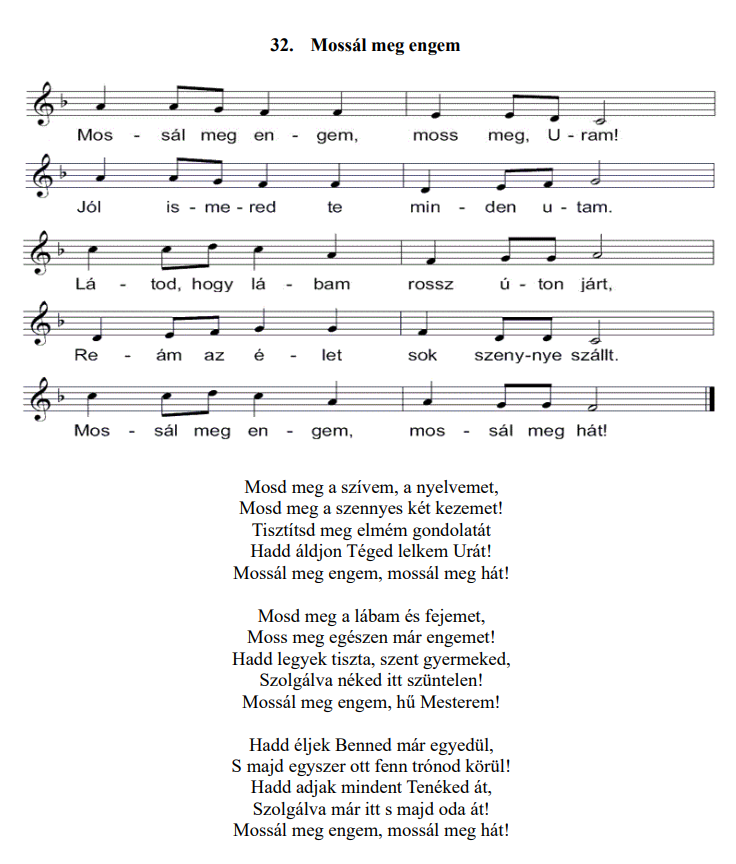 32. Mossál meg engem
Mos - sál meg en - gem, moss meg, U - ram!
Jól is - me - red te min - den u - tam.
Lá - tod, hogy lá - bam rossz ú - ton járt,
Re - ám az é - let sok szeny-nye szállt.
Mos - sál meg en - gem, mos - sál meg hát!
Mosd meg a szívem, a nyelvemet,
Mosd meg a szennyes két kezemet!
Tisztítsd meg elmém gondolatát
Hadd áldjon Téged lelkem Urát!
Mossál meg engem, mossál meg hát!
Mosd meg a lábam és fejemet,
Moss meg egészen már engemet!
Hadd legyek tiszta, szent gyermeked,
Szolgálva néked itt szüntelen!
Mossál meg engem, hű Mesterem!
Hadd éljek Benned már egyedül,
S majd egyszer ott fenn trónod körül!
Hadd adjak mindent Tenéked át,
Szolgálva már itt s majd oda át!
Mossál meg engem, mossál meg hát!